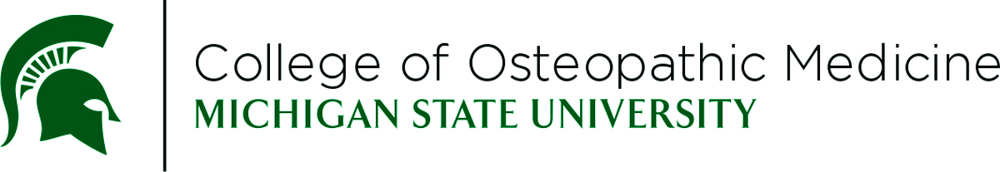 College of Osteopathic Medicine
MICHIGAN STATE UNIVERSITY